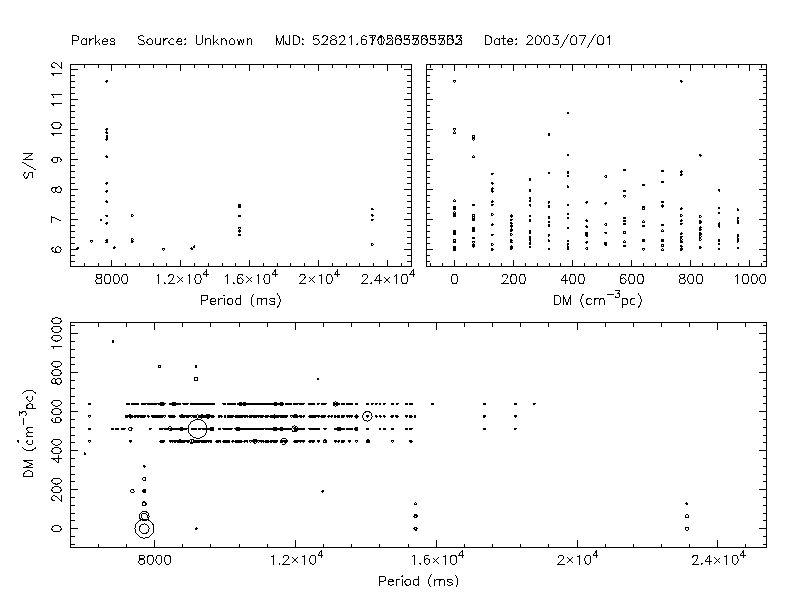 Parkes Source: Unknown MJD: Date: 2003/07/01
12
11
10
9
8
7
6
S/N
8000 1.2×10⁴ 1.6×10⁴ 2×10⁴ 2.4×10⁴
Period (ms)
0 200 400 600 800 1000
DM (cm⁻³pc)
1000
800
600
400
200
0
DM (cm⁻³pc)
8000 1.2×10⁴ 1.6×10⁴ 2×10⁴ 2.4×10⁴
Period (ms)